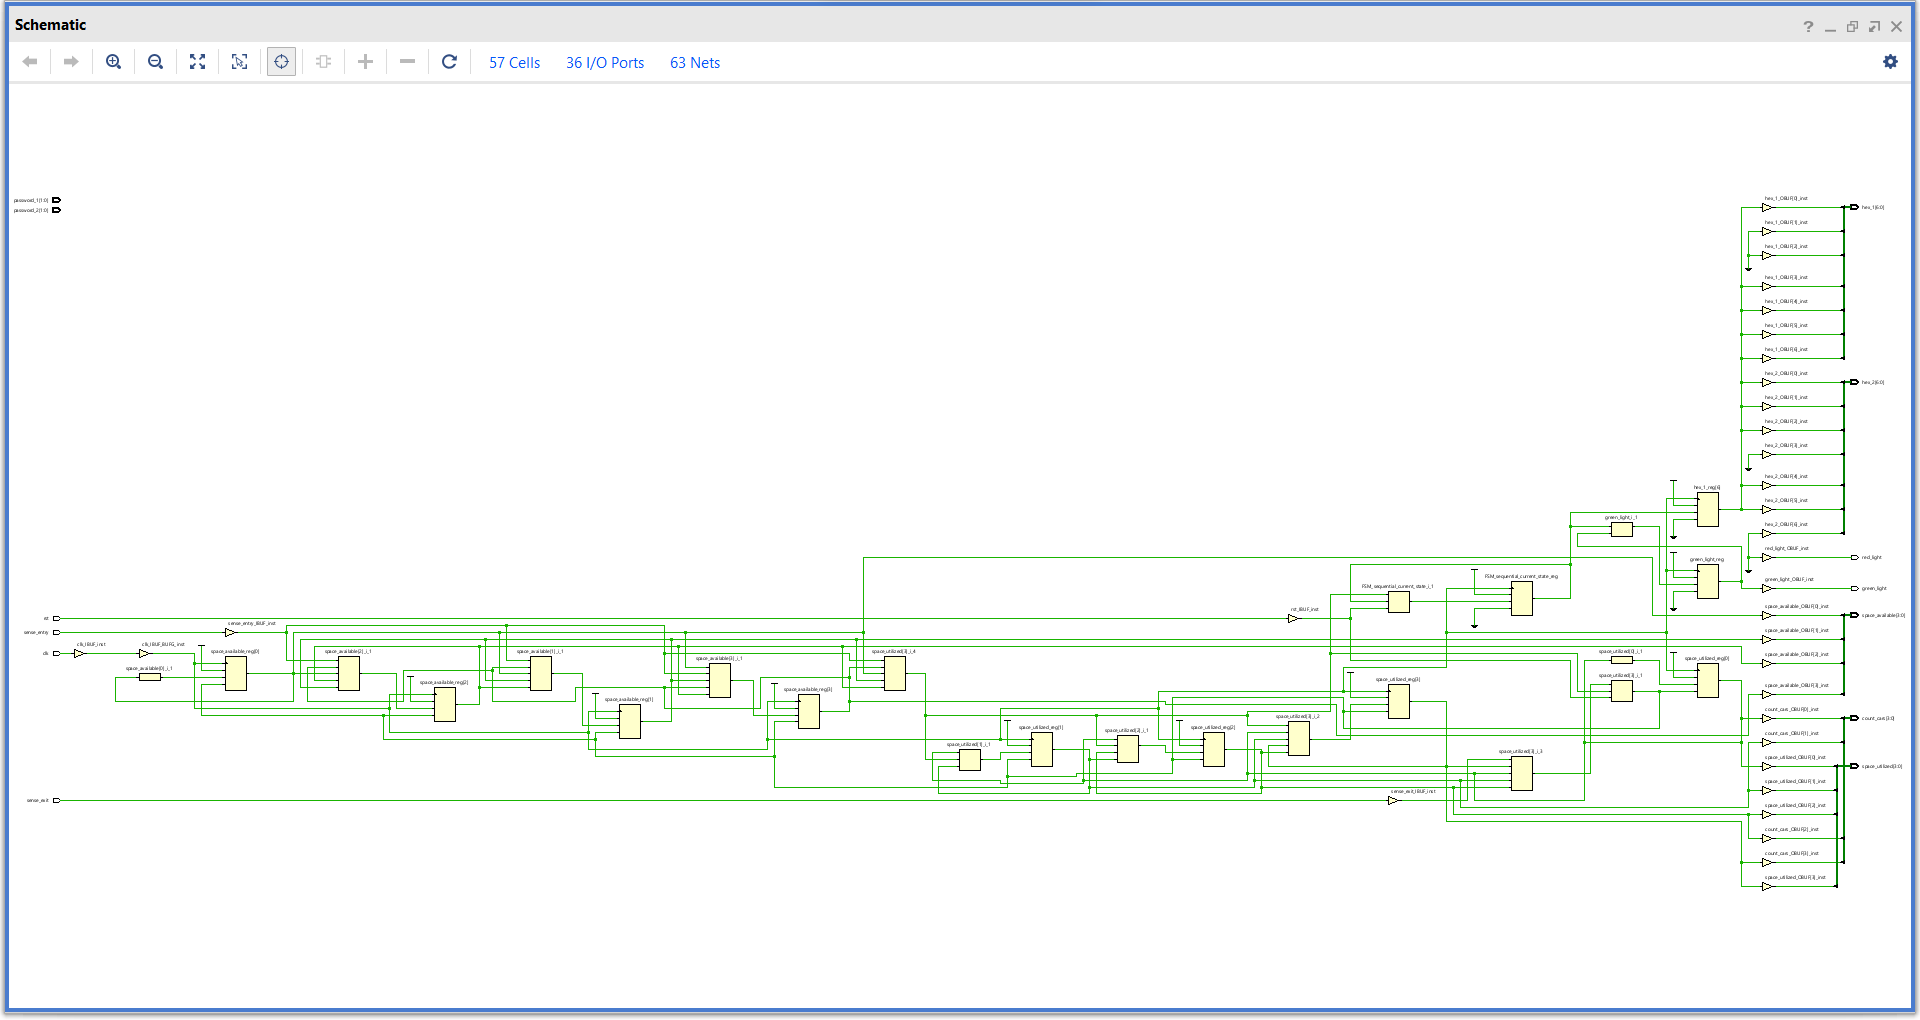 Schematic
57 Cells
36 I/O Ports
63 Nets
password_1[1:0]
password_2[1:0]
hex_1_OBUF[0]_inst
hex_1[6:0]
hex_1_OBUF[1]_inst
hex_1_OBUF[2]_inst
hex_1_OBUF[3]_inst
hex_1_OBUF[4]_inst
hex_1_OBUF[5]_inst
hex_1_OBUF[6]_inst
hex_2_OBUF[0]_inst
hex_2[6:0]
hex_2_OBUF[1]_inst
hex_2_OBUF[2]_inst
hex_2_OBUF[3]_inst
hex_2_OBUF[4]_inst
hex_1_reg[6]
hex_2_OBUF[5]_inst
green_light_i_1
hex_2_OBUF[6]_inst
red_light_OBUF_inst
red_light
green_light_reg
FSM_sequential_current_state_reg
green_light_OBUF_inst
FSM_sequential_current_state_i_1
green_light
space_available_OBUF[0]_inst
space_available[3:0]
rst_IBUF_inst
rst
sense_entry_IBUF_inst
sense_entry
space_available_OBUF[1]_inst
clk_IBUF_inst
clk_IBUF_BUFG_inst
clk
space_available_reg[0]
space_available[2]_i_1
space_available[1]_i_1
space_available[3]_i_1
space_utilized[3]_i_4
space_utilized[0]_i_1
space_utilized_reg[0]
space_available_OBUF[2]_inst
space_available[0]_i_1
space_available_reg[2]
space_available_reg[1]
space_available_reg[3]
space_utilized_reg[3]
space_utilized[3]_i_1
space_available_OBUF[3]_inst
count_cars_OBUF[0]_inst
count_cars[3:0]
space_utilized_reg[1]
space_utilized[2]_i_1
space_utilized_reg[2]
space_utilized[3]_i_2
count_cars_OBUF[1]_inst
space_utilized[1]_i_1
space_utilized[3]_i_3
space_utilized_OBUF[0]_inst
space_utilized[3:0]
space_utilized_OBUF[1]_inst
sense_exit_IBUF_inst
sense_exit
space_utilized_OBUF[2]_inst
count_cars_OBUF[2]_inst
count_cars_OBUF[3]_inst
space_utilized_OBUF[3]_inst